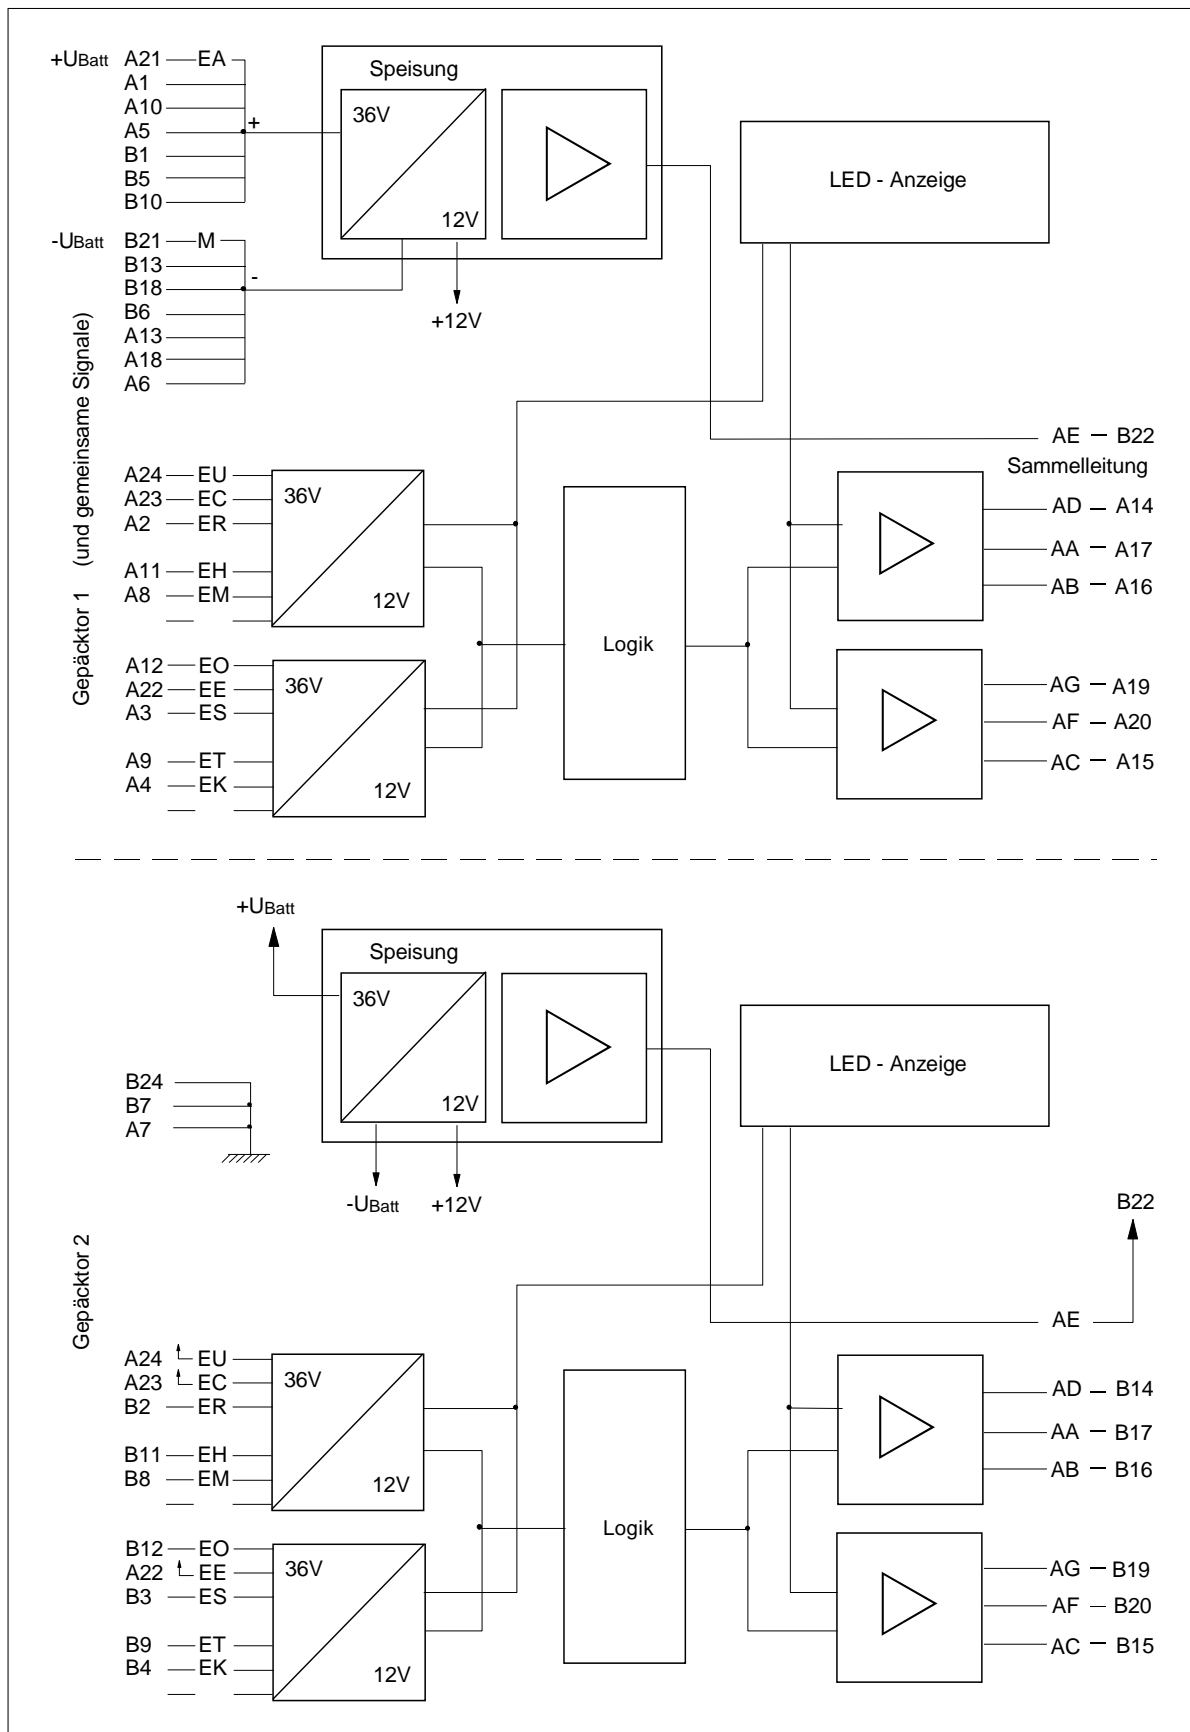 +UBatt A21 EA
A1
A10
A5 +
B1
B5
B10
-UBatt B21 M
B13
B18 -
B6
A13
A18
A6
Speisung
36V
12V
+12V
LED - Anzeige
Gepäcktor 1 (und gemeinsame Signale)
A24 EU
A23 EC
A2 ER
A11 EH
A8 EM
36V
12V
A12 EO
A22 EE
A3 ES
A9 ET
A4 EK
36V
12V
Logik
AE – B22
Sammelleitung
AD – A14
AA – A17
AB – A16
AG – A19
AF – A20
AC – A15
+UBatt
Speisung
36V
12V
-UBatt +12V
LED - Anzeige
B24
B7
A7
Gepäcktor 2
A24 EU
A23 EC
B2 ER
B11 EH
B8 EM
36V
12V
B12 EO
A22 EE
B3 ES
B9 ET
B4 EK
36V
12V
Logik
B22
AE
AD – B14
AA – B17
AB – B16
AG – B19
AF – B20
AC – B15